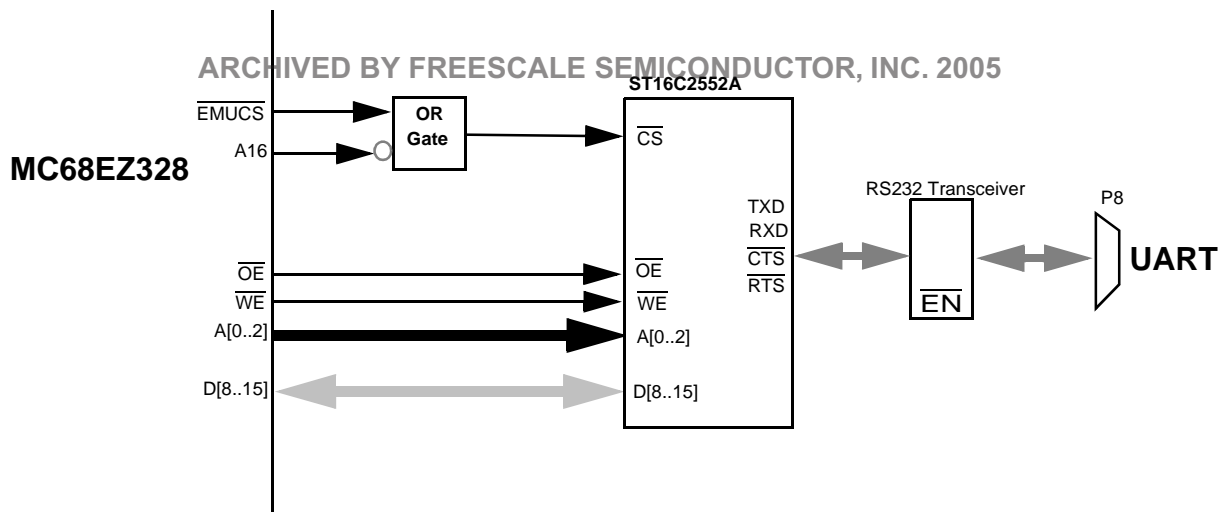 ARCHIVED BY FREESCALE SEMICONDUCTOR, INC. 2005
ST16C2552A
EMUCS
OR
Gate
CS
A16
MC68EZ328
RS232 Transceiver
P8
TXD
RXD
CTS
RTS
UART
OE
OE
WE
WE
EN
A[0..2]
A[0..2]
D[8..15]
D[8..15]